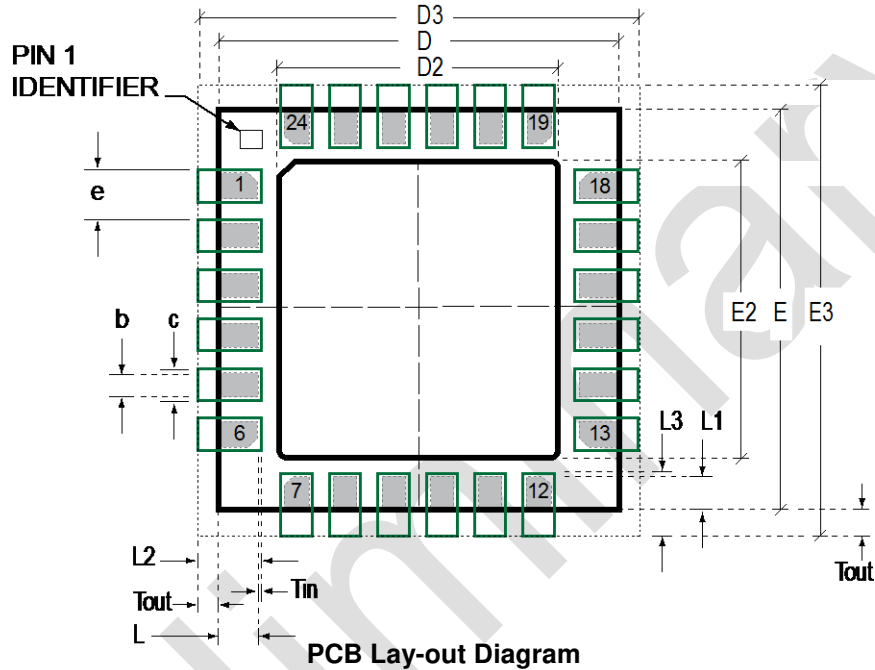 D3
D
D2
PIN 1
IDENTIFIER
24
19
1
18
e
E2
E
E3
b
c
6
13
L3
L1
7
12
L2
Tin
Tout
Tout
L
PCB Lay-out Diagram